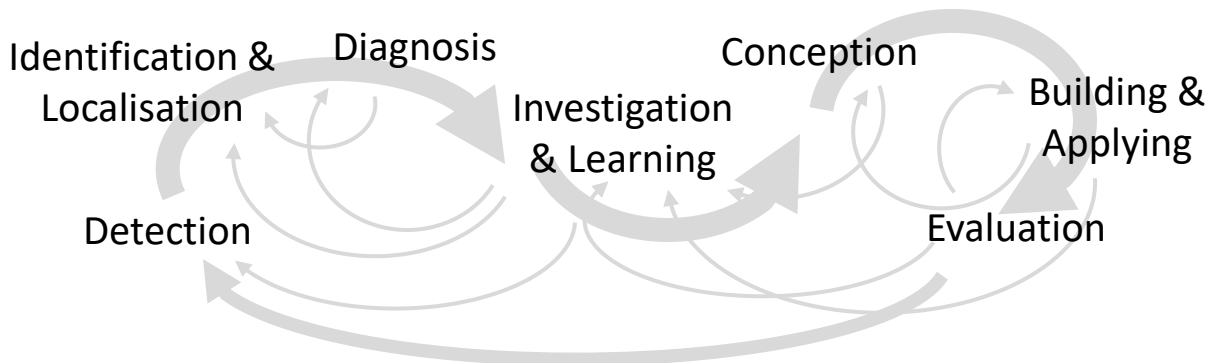 Identification &
Localisation
Diagnosis
Investigation
& Learning
Conception
Building &
Applying
Detection
Evaluation